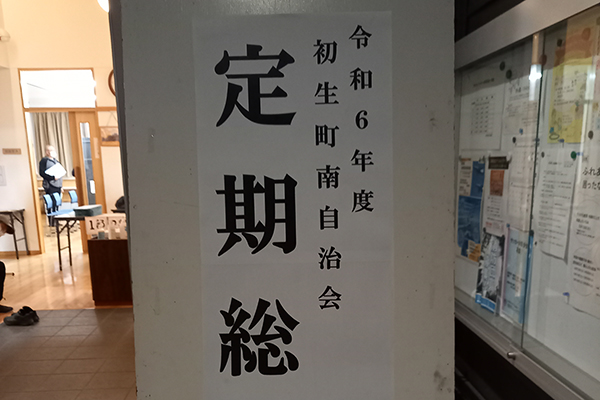 令和6年度
初生町南自治会
定期総